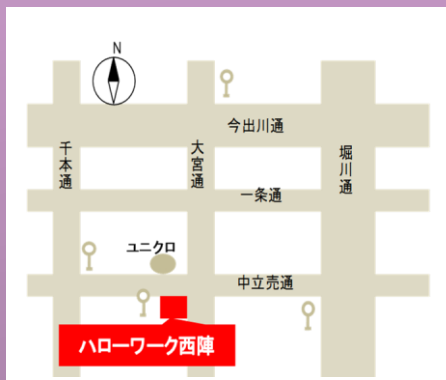 N
今出川通
千本通
大宮通
堀川通
一条通
ユニクロ
中立売通
ハローワーク西陣